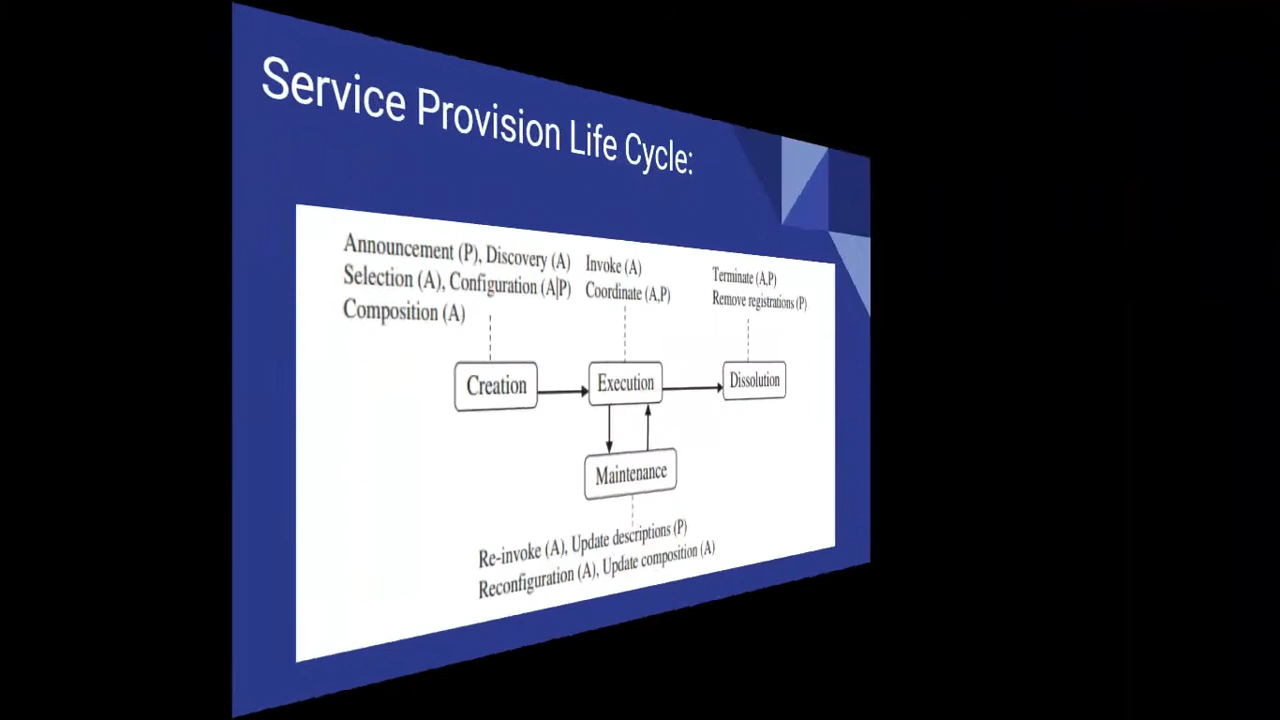 Service Provision Life Cycle:
Announcement (P), Discovery (A)
Selection (A), Configuration (A|P)
Composition (A)
Invoke (A)
Coordinate (A,P)
Terminate (A,P)
Remove registrations (P)
Creation
Execution
Dissolution
Maintenance
Re-invoke (A), Update descriptions (P)
Reconfiguration (A), Update composition (A)